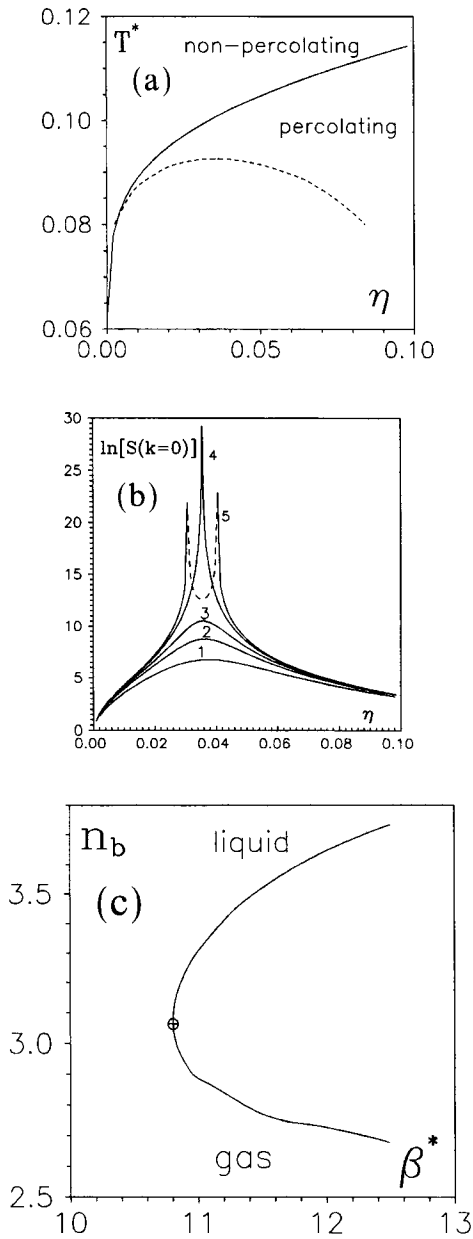 0.12
T*
non-percolating
(a)
0.10
percolating
0.08
η
0.06
0.00
0.05
0.10
30
ln[S(k=0)]
4
25
(b)
5
20
15
3
10
2
1
5
η
0
0.00
0.02
0.04
0.06
0.08
0.10
n_b
liquid
3.5
(c)
3.0
gas
β*
2.5
10
11
12
13